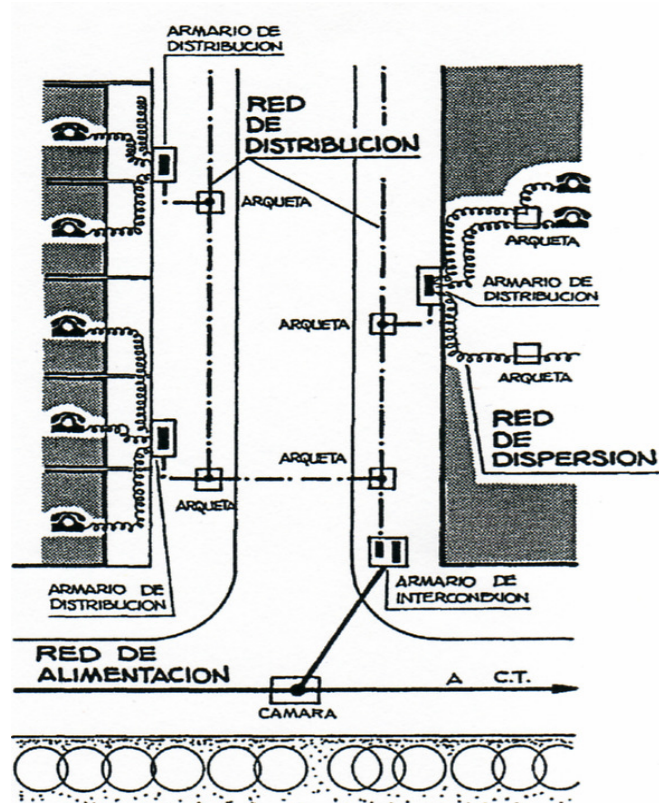 ARMARIO DE
DISTRIBUCION
RED
DE
DISTRIBUCION
ARQUETA
ARQUETA
ARMARIO DE
DISTRIBUCION
ARQUETA
ARQUETA
RED
DE
DISPERSION
ARQUETA
ARQUETA
ARMARIO DE
DISTRIBUCION
ARMARIO DE
INTERCONEXION
RED DE
ALIMENTACION
A C.T.
CAMARA